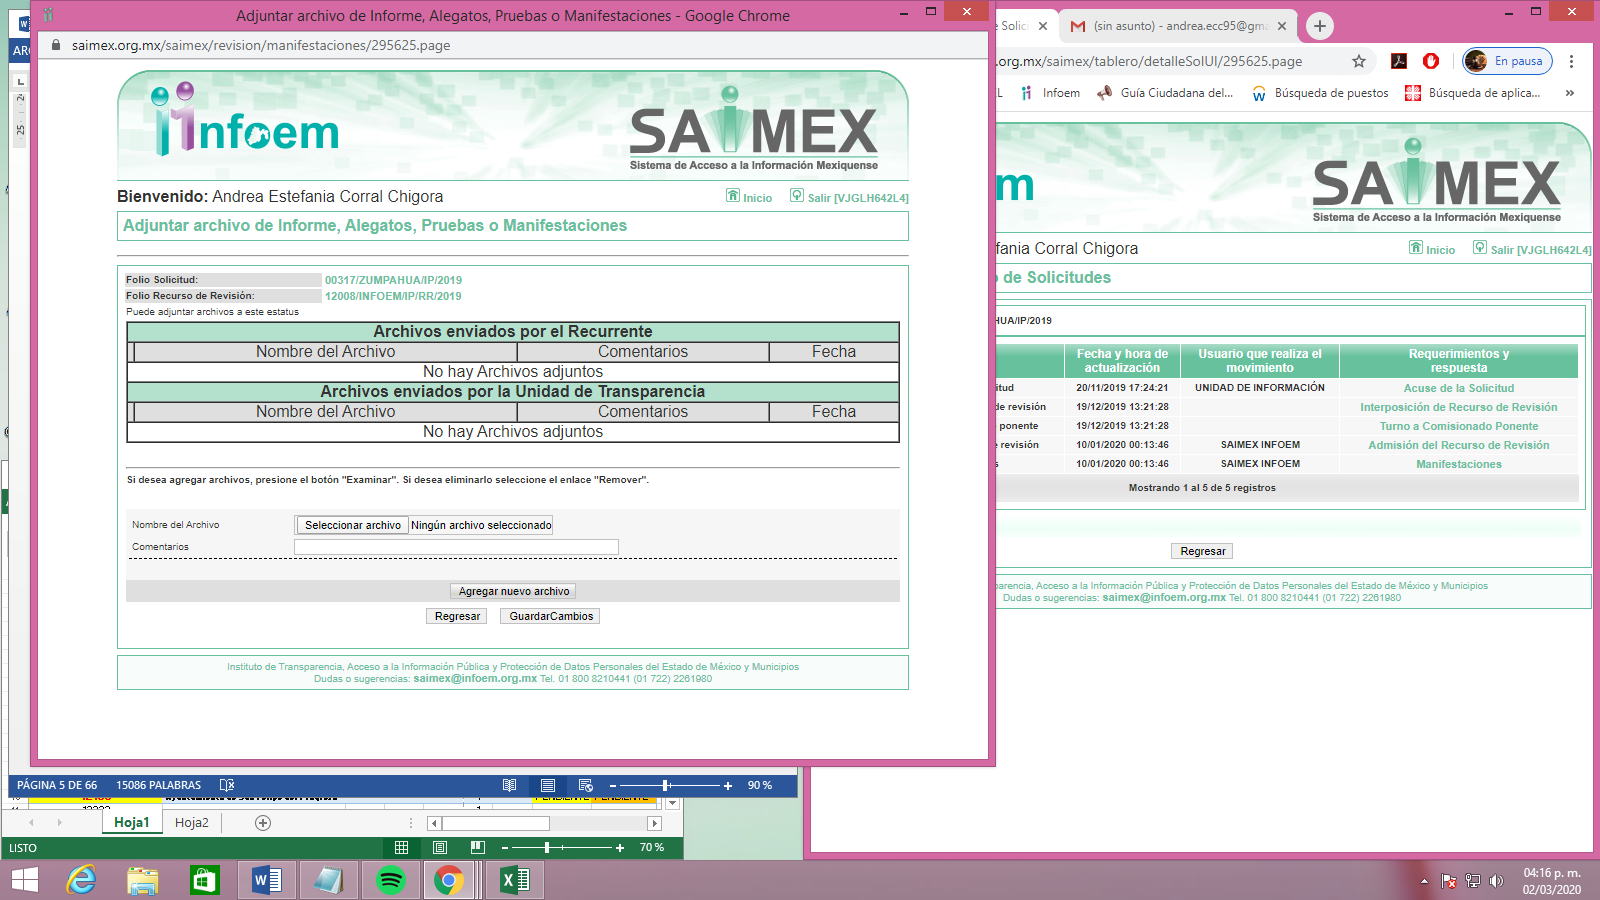 Adjuntar archivo de Informe, Alegatos, Pruebas o Manifestaciones - Google Chrome
saimex.org.mx/saimex/revision/manifestaciones/295625.page
infoem
SAIMEX
Sistema de Acceso a la Información Mexiquense
Bienvenido: Andrea Estefania Corral Chigora
Inicio
Salir [VJGLH642L4]
Adjuntar archivo de Informe, Alegatos, Pruebas o Manifestaciones
Folio Solicitud: 00317/ZUMPAHUA/IP/2019
Folio Recurso de Revisión: 12008/INFOEM/IP/RR/2019
Puede adjuntar archivos a este estatus
Archivos enviados por el Recurrente
Nombre del Archivo Comentarios Fecha
No hay Archivos adjuntos
Archivos enviados por la Unidad de Transparencia
Nombre del Archivo Comentarios Fecha
No hay Archivos adjuntos
Si desea agregar archivos, presione el botón "Examinar". Si desea eliminarlo seleccione el enlace "Remover".
Nombre del Archivo Seleccionar archivo Ningún archivo seleccionado
Comentarios
Agregar nuevo archivo
Regresar GuardarCambios
Instituto de Transparencia, Acceso a la Información Pública y Protección de Datos Personales del Estado de México y Municipios
Dudas o sugerencias: saimex@infoem.org.mx Tel. 01 800 8210441 (01 722) 2261980
e Solici
(sin asunto) - andrea.ecc95@gma
.org.mx/saimex/tablero/detalleSolUI/295625.page
En pausa
L Infoem Guía Ciudadana del... Búsqueda de puestos Búsqueda de aplica... »
m
SAIMEX
Sistema de Acceso a la Información Mexiquense
fania Corral Chigora
Inicio
Salir [VJGLH642L4]
o de Solicitudes
HUA/IP/2019
Fecha y hora de actualización Usuario que realiza el movimiento Requerimientos y respuesta
itud 20/11/2019 17:24:21 UNIDAD DE INFORMACIÓN Acuse de la Solicitud
de revisión 19/12/2019 13:21:28 Interposición de Recurso de Revisión
ponente 19/12/2019 13:21:28 Turno a Comisionado Ponente
e revisión 10/01/2020 00:13:46 SAIMEX INFOEM Admisión del Recurso de Revisión
s 10/01/2020 00:13:46 SAIMEX INFOEM Manifestaciones
Mostrando 1 al 5 de 5 registros
Regresar
arencia, Acceso a la Información Pública y Protección de Datos Personales del Estado de México y Municipios
Dudas o sugerencias: saimex@infoem.org.mx Tel. 01 800 8210441 (01 722) 2261980
AR
PÁGINA 5 DE 66 15086 PALABRAS 90 %
PENDIENTE PENDIENTE
Hoja1 Hoja2
LISTO 70 %
04:16 p. m.
02/03/2020